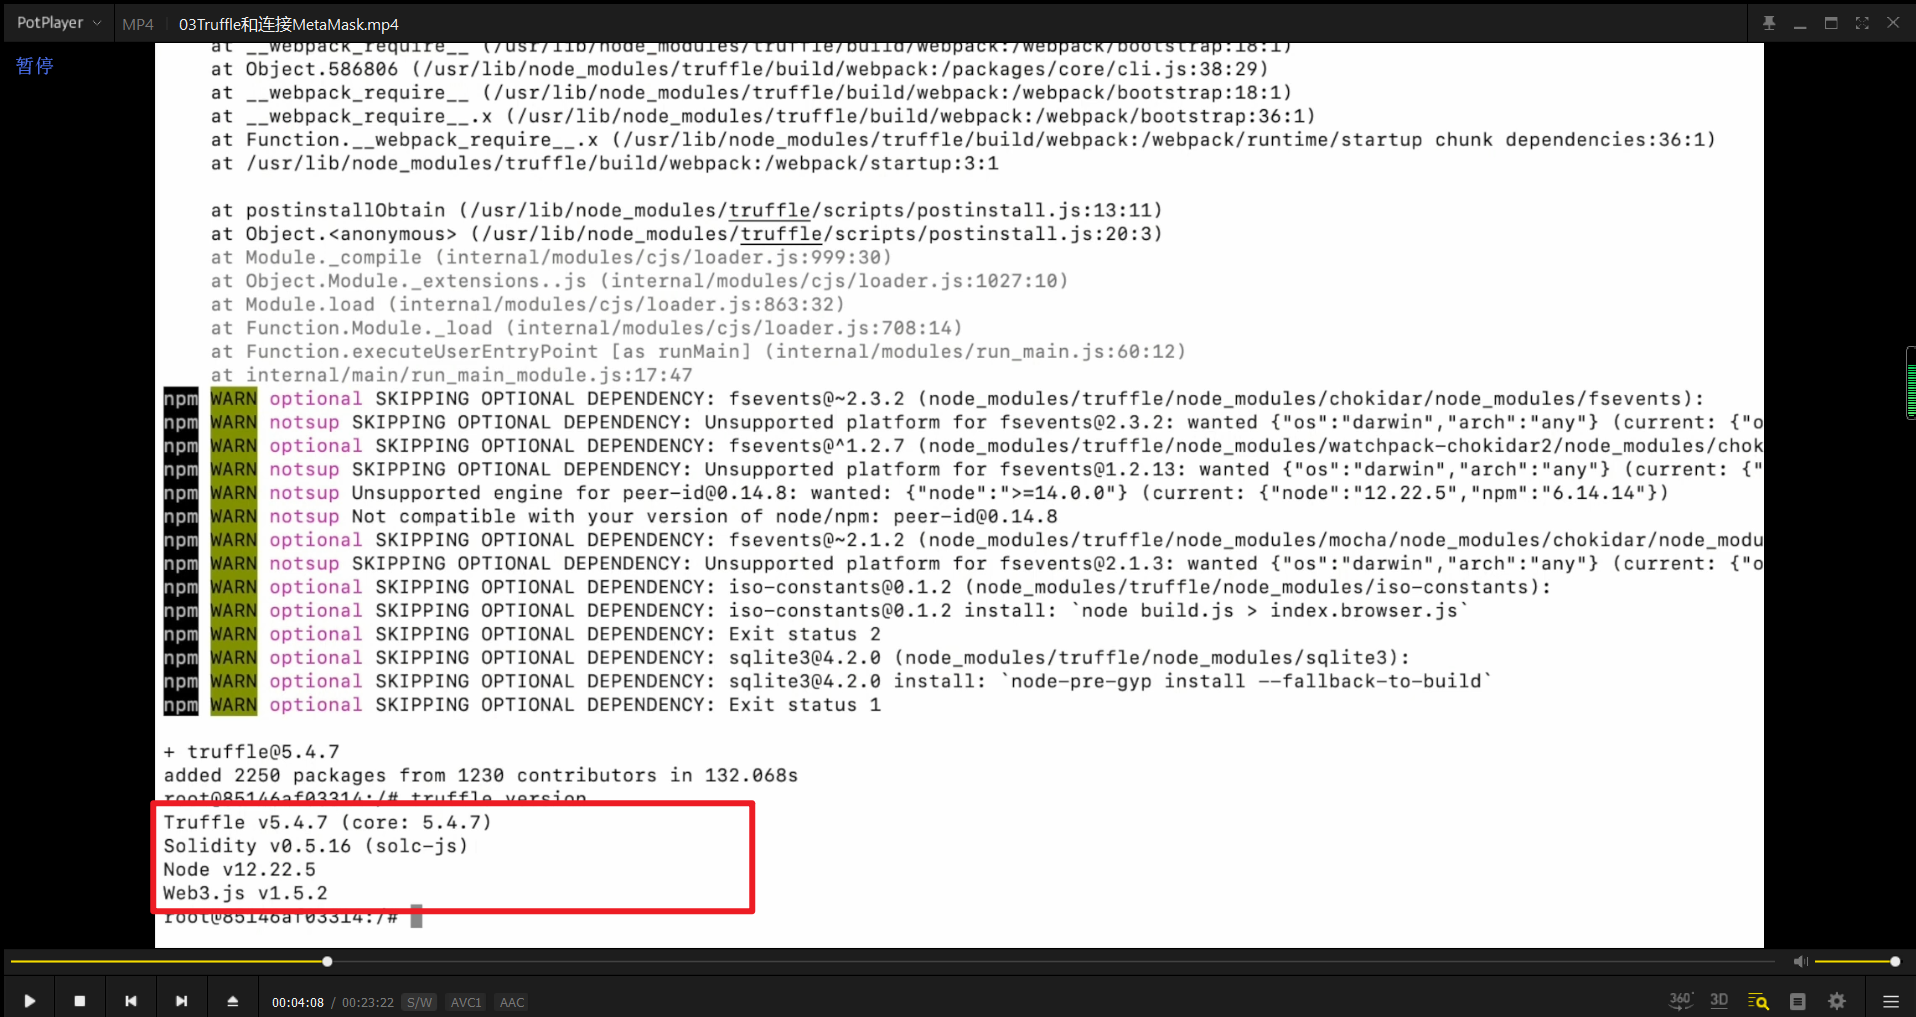 PotPlayer MP4 03Truffle和连接MetaMask.mp4
暂停
at __webpack_require__ (/usr/lib/node_modules/truffle/build/webpack:/webpack/bootstrap:18:1)
at Object.586806 (/usr/lib/node_modules/truffle/build/webpack:/packages/core/cli.js:38:29)
at __webpack_require__ (/usr/lib/node_modules/truffle/build/webpack:/webpack/bootstrap:18:1)
at __webpack_require__.x (/usr/lib/node_modules/truffle/build/webpack:/webpack/bootstrap:36:1)
at Function.__webpack_require__.x (/usr/lib/node_modules/truffle/build/webpack:/webpack/runtime/startup chunk dependencies:36:1)
at /usr/lib/node_modules/truffle/build/webpack:/webpack/startup:3:1
at postinstallObtain (/usr/lib/node_modules/truffle/scripts/postinstall.js:13:11)
at Object.<anonymous> (/usr/lib/node_modules/truffle/scripts/postinstall.js:20:3)
at Module._compile (internal/modules/cjs/loader.js:999:30)
at Object.Module._extensions..js (internal/modules/cjs/loader.js:1027:10)
at Module.load (internal/modules/cjs/loader.js:863:32)
at Function.Module._load (internal/modules/cjs/loader.js:708:14)
at Function.executeUserEntryPoint [as runMain] (internal/modules/run_main.js:60:12)
at internal/main/run_main_module.js:17:47
npm WARN optional SKIPPING OPTIONAL DEPENDENCY: fsevents@~2.3.2 (node_modules/truffle/node_modules/chokidar/node_modules/fsevents):
npm WARN notsup SKIPPING OPTIONAL DEPENDENCY: Unsupported platform for fsevents@2.3.2: wanted {"os":"darwin","arch":"any"} (current: {"o
npm WARN optional SKIPPING OPTIONAL DEPENDENCY: fsevents@^1.2.7 (node_modules/truffle/node_modules/watchpack-chokidar2/node_modules/chok
npm WARN notsup SKIPPING OPTIONAL DEPENDENCY: Unsupported platform for fsevents@1.2.13: wanted {"os":"darwin","arch":"any"} (current: {"
npm WARN notsup Unsupported engine for peer-id@0.14.8: wanted: {"node":">=14.0.0"} (current: {"node":"12.22.5","npm":"6.14.14"})
npm WARN notsup Not compatible with your version of node/npm: peer-id@0.14.8
npm WARN optional SKIPPING OPTIONAL DEPENDENCY: fsevents@~2.1.2 (node_modules/truffle/node_modules/mocha/node_modules/chokidar/node_modu
npm WARN notsup SKIPPING OPTIONAL DEPENDENCY: Unsupported platform for fsevents@2.1.3: wanted {"os":"darwin","arch":"any"} (current: {"o
npm WARN optional SKIPPING OPTIONAL DEPENDENCY: iso-constants@0.1.2 (node_modules/truffle/node_modules/iso-constants):
npm WARN optional SKIPPING OPTIONAL DEPENDENCY: iso-constants@0.1.2 install: `node build.js > index.browser.js`
npm WARN optional SKIPPING OPTIONAL DEPENDENCY: Exit status 2
npm WARN optional SKIPPING OPTIONAL DEPENDENCY: sqlite3@4.2.0 (node_modules/truffle/node_modules/sqlite3):
npm WARN optional SKIPPING OPTIONAL DEPENDENCY: sqlite3@4.2.0 install: `node-pre-gyp install --fallback-to-build`
npm WARN optional SKIPPING OPTIONAL DEPENDENCY: Exit status 1
+ truffle@5.4.7
added 2250 packages from 1230 contributors in 132.068s
root@85146af03314:/# truffle version
Truffle v5.4.7 (core: 5.4.7)
Solidity v0.5.16 (solc-js)
Node v12.22.5
Web3.js v1.5.2
root@85146af03314:/#
00:04:08 / 00:23:22 S/W AVC1 AAC 360° 3D